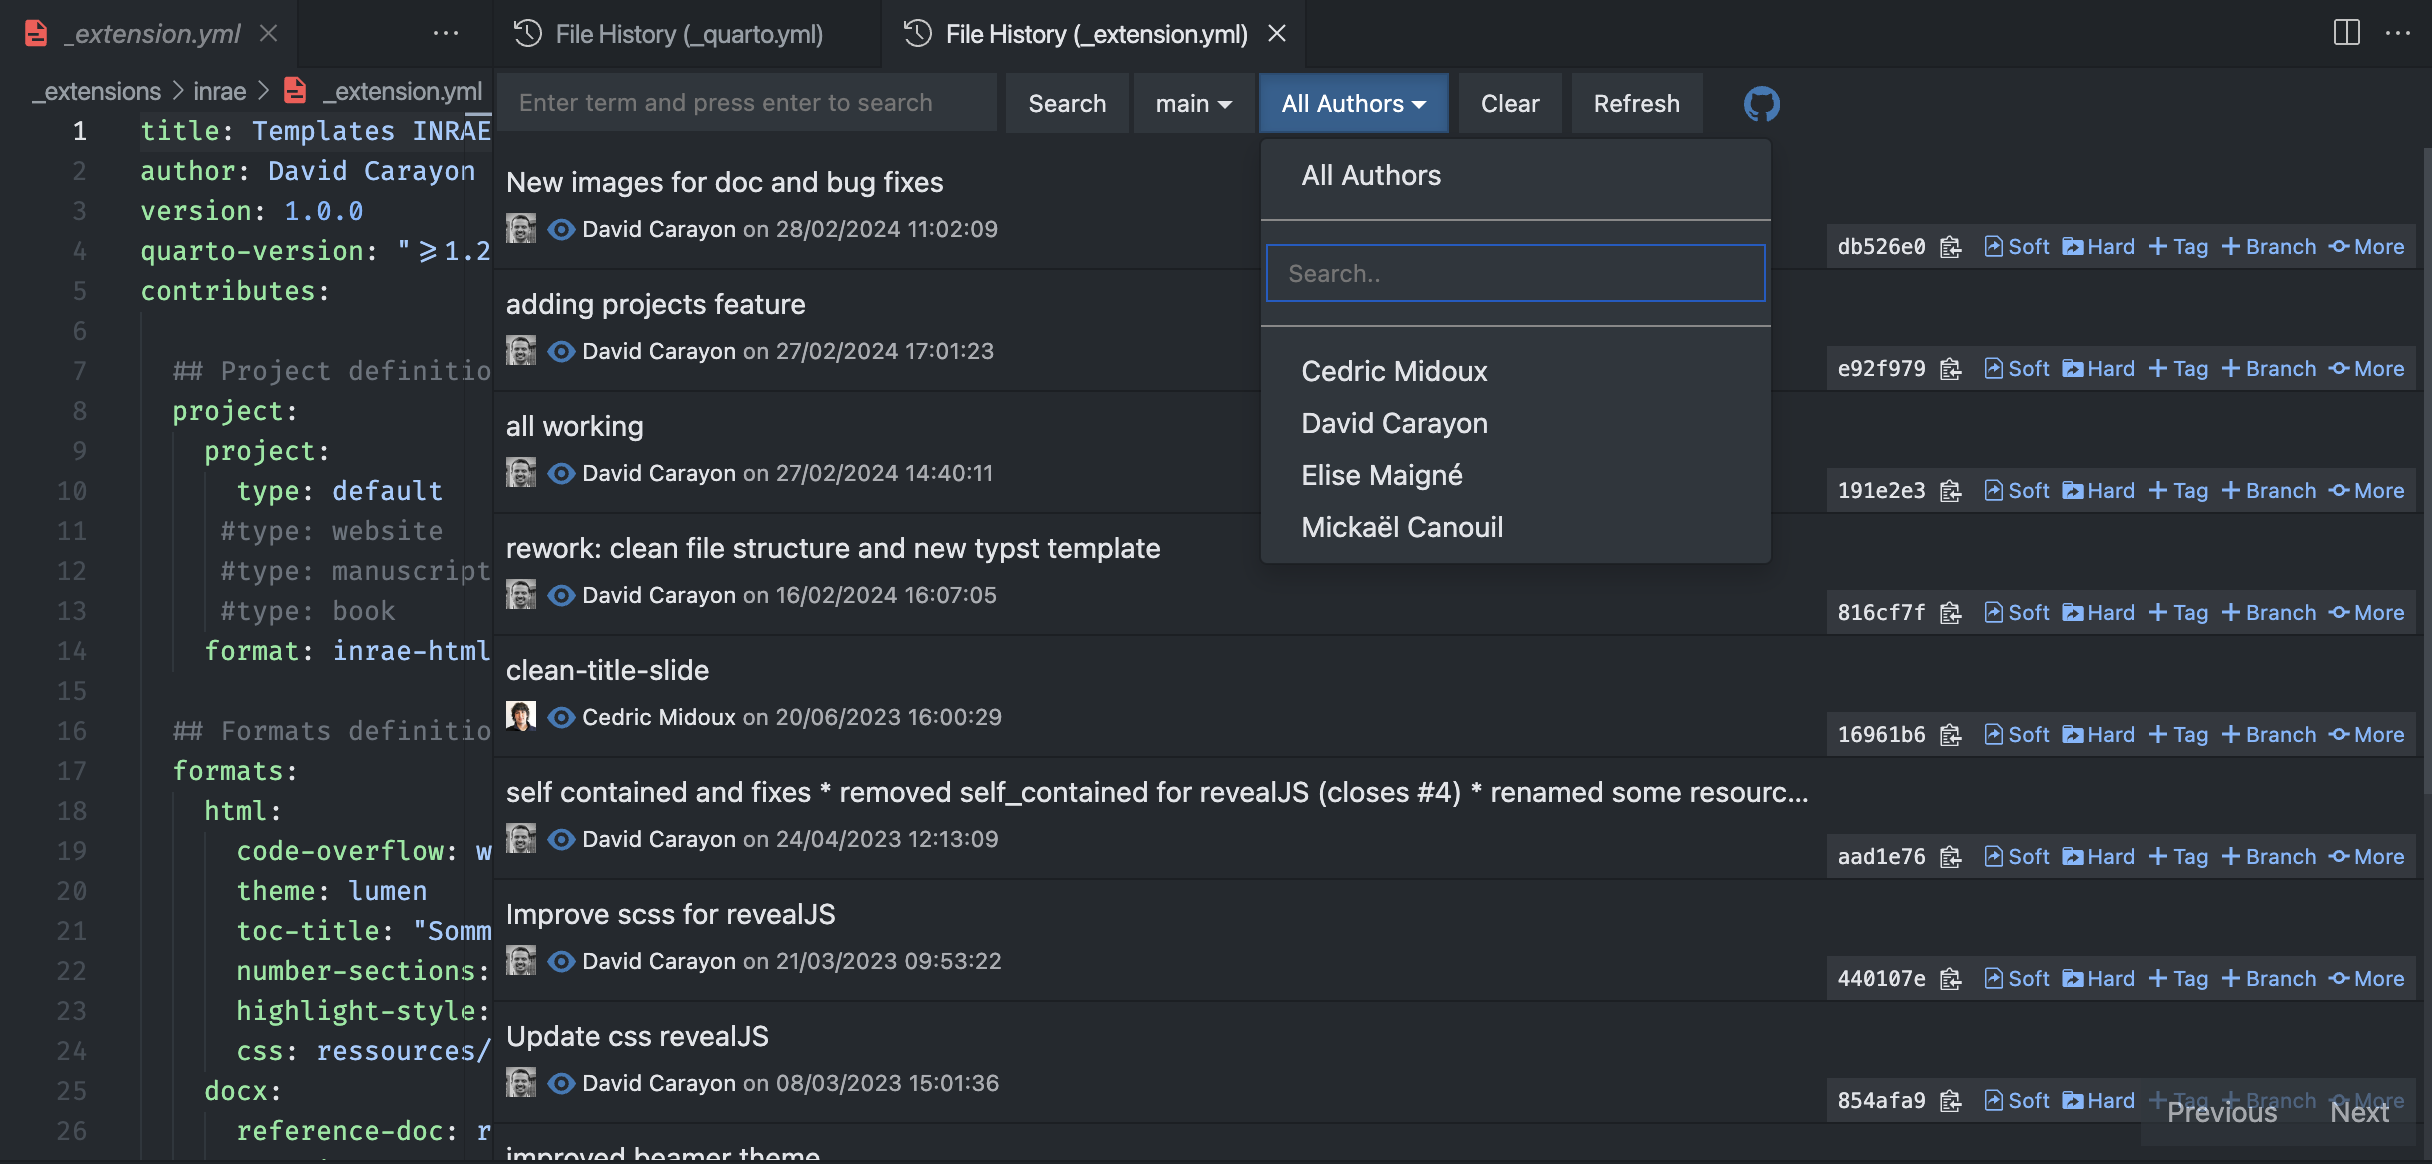 _extension.yml
File History (_quarto.yml)
File History (_extension.yml)
_extensions > inrae > _extension.yml
1 title: Templates INRAE
2 author: David Carayon
3 version: 1.0.0
4 quarto-version: "⩾1.2
5 contributes:
6
7 ## Project definitio
8 project:
9 project:
10 type: default
11 #type: website
12 #type: manuscript
13 #type: book
14 format: inrae-html
15
16 ## Formats definitio
17 formats:
18 html:
19 code-overflow: w
20 theme: lumen
21 toc-title: "Somm
22 number-sections:
23 highlight-style:
24 css: ressources/
25 docx:
26 reference-doc: r
Enter term and press enter to search
Search
main
All Authors
Clear
Refresh
All Authors
Search..
Cedric Midoux
David Carayon
Elise Maigné
Mickaël Canouil
New images for doc and bug fixes
David Carayon on 28/02/2024 11:02:09
db526e0 Soft Hard + Tag + Branch More
adding projects feature
David Carayon on 27/02/2024 17:01:23
e92f979 Soft Hard + Tag + Branch More
all working
David Carayon on 27/02/2024 14:40:11
191e2e3 Soft Hard + Tag + Branch More
rework: clean file structure and new typst template
David Carayon on 16/02/2024 16:07:05
816cf7f Soft Hard + Tag + Branch More
clean-title-slide
Cedric Midoux on 20/06/2023 16:00:29
16961b6 Soft Hard + Tag + Branch More
self contained and fixes * removed self_contained for revealJS (closes #4) * renamed some resourc...
David Carayon on 24/04/2023 12:13:09
aad1e76 Soft Hard + Tag + Branch More
Improve scss for revealJS
David Carayon on 21/03/2023 09:53:22
440107e Soft Hard + Tag + Branch More
Update css revealJS
David Carayon on 08/03/2023 15:01:36
854afa9 Soft Hard + Tag + Branch More
Previous Next
improved beamer theme